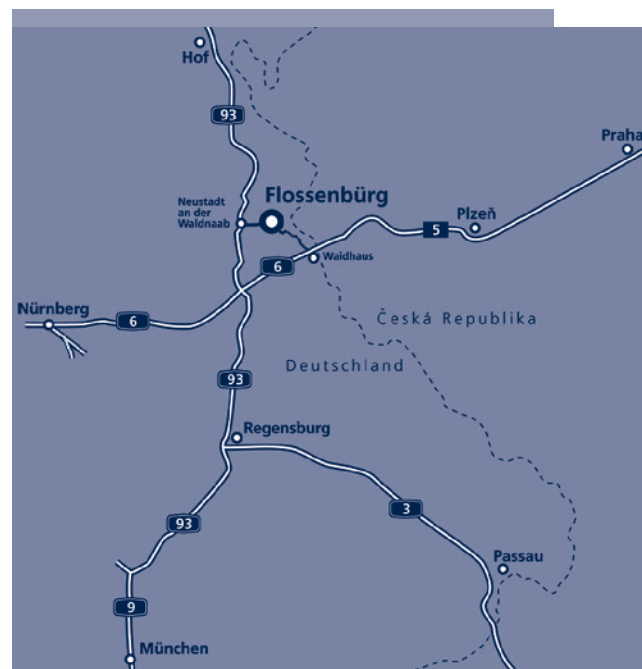 Hof
93
Praha
Flossenbürg
Neustadt
an der
Waldnaab
Plzeň
5
Waidhaus
6
Nürnberg
6
Česká Republika
Deutschland
93
Regensburg
3
93
Passau
9
München